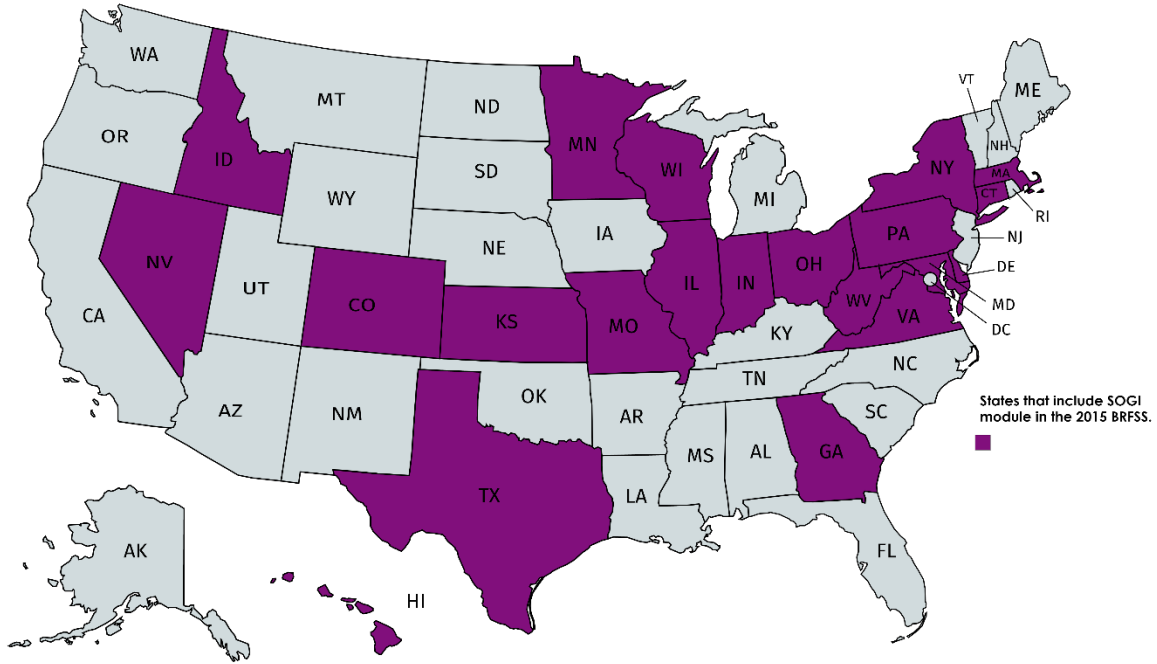 WA
MT
ND
MN
VT
ME
OR
ID
SD
WI
NH
NY
MA
CT
WY
MI
RI
IA
NE
PA
NJ
NV
UT
CO
IL
IN
OH
DE
CA
KS
MO
WV
VA
MD
DC
KY
NC
TN
AZ
NM
OK
AR
SC
States that include SOGI
module in the 2015 BRFSS.
MS
AL
GA
TX
LA
AK
FL
HI